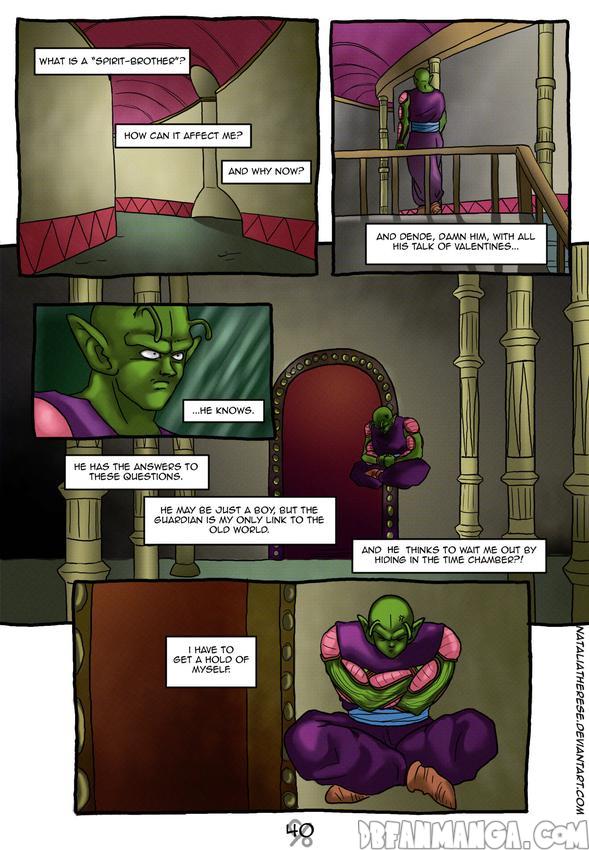 WHAT IS A "SPIRIT-BROTHER"?
HOW CAN IT AFFECT ME?
AND WHY NOW?
AND DENDE, DAMN HIM, WITH ALL
HIS TALK OF VALENTINES...
...HE KNOWS.
HE HAS THE ANSWERS TO
THESE QUESTIONS.
HE MAY BE JUST A BOY, BUT THE
GUARDIAN IS MY ONLY LINK TO THE
OLD WORLD.
AND HE THINKS TO WAIT ME OUT BY
HIDING IN THE TIME CHAMBER?!
I HAVE TO
GET A HOLD OF
MYSELF.
NATALIATHERESE.DEVIANTART.COM
40
DBFANMANGA.COM